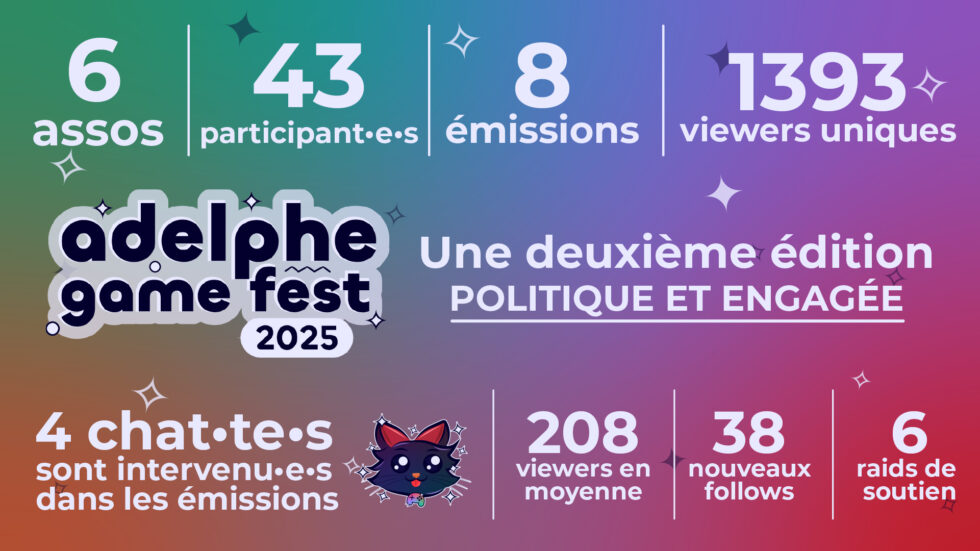 6
assos
43
participant•e•s
8
émissions
1393
viewers uniques
adelphe
game fest
2025
Une deuxième édition
POLITIQUE ET ENGAGÉE
4 chat•te•s
sont intervenu•e•s
dans les émissions
208
viewers en
moyenne
38
nouveaux
follows
6
raids de
soutien